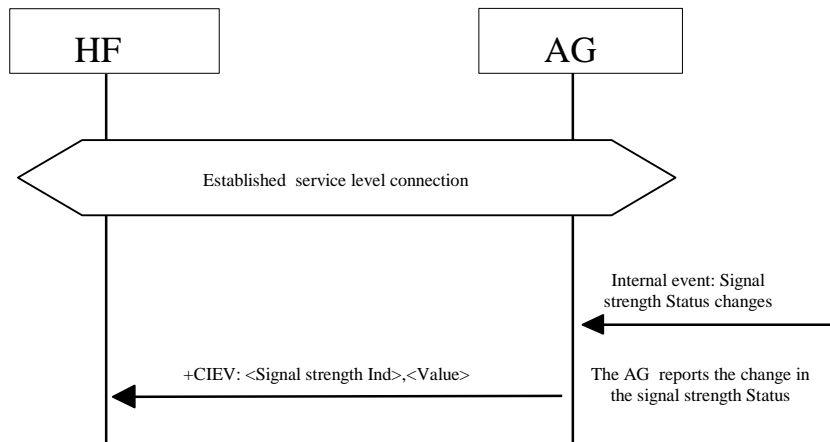 HF
AG
Established service level connection
Internal event: Signal
strength Status changes
+CIEV: <Signal strength Ind>,<Value>
The AG reports the change in
the signal strength Status